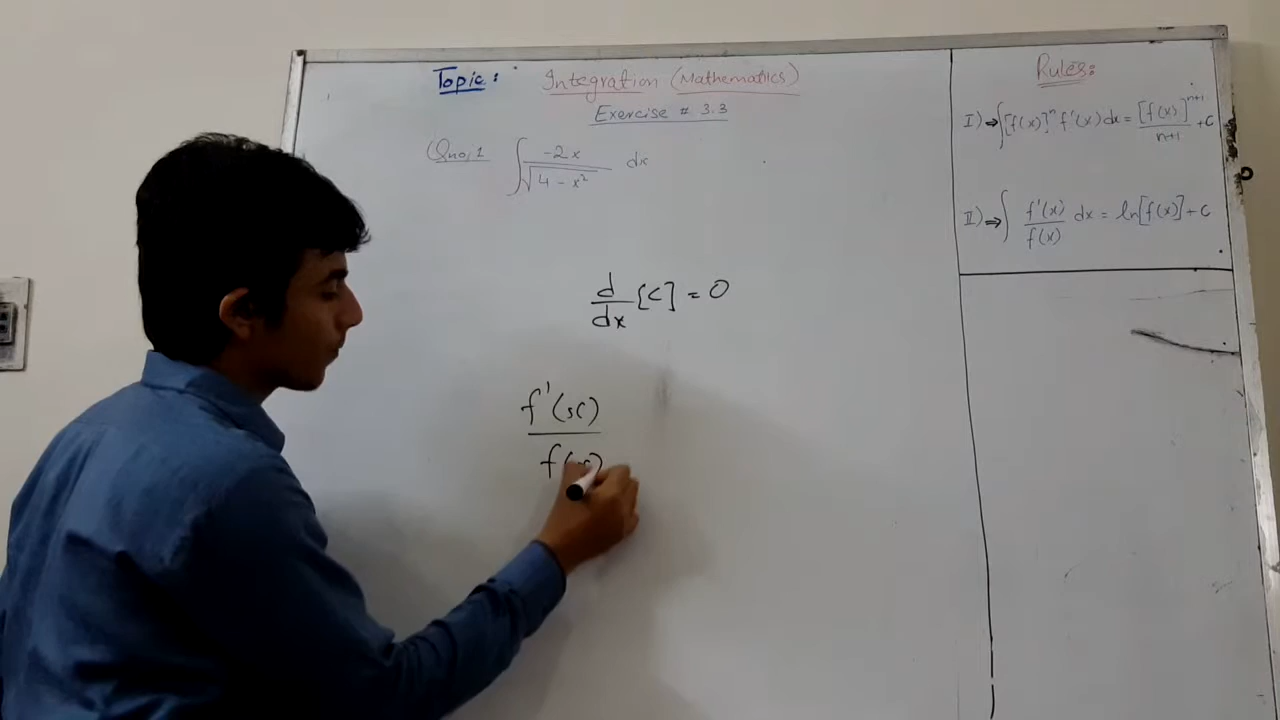 Topic: Integration (Mathematics)
Exercise # 3.3
Qno,1 ∫ -2x / √(4 - x²) dx
d/dx [c] = 0
f'(x)
f(x)
Rules:
I) ⇒ ∫[f(x)]ⁿ f'(x) dx = [f(x)]ⁿ⁺¹ / n+1 + C
II) ⇒ ∫ f'(x) / f(x) dx = ln[f(x)] + C